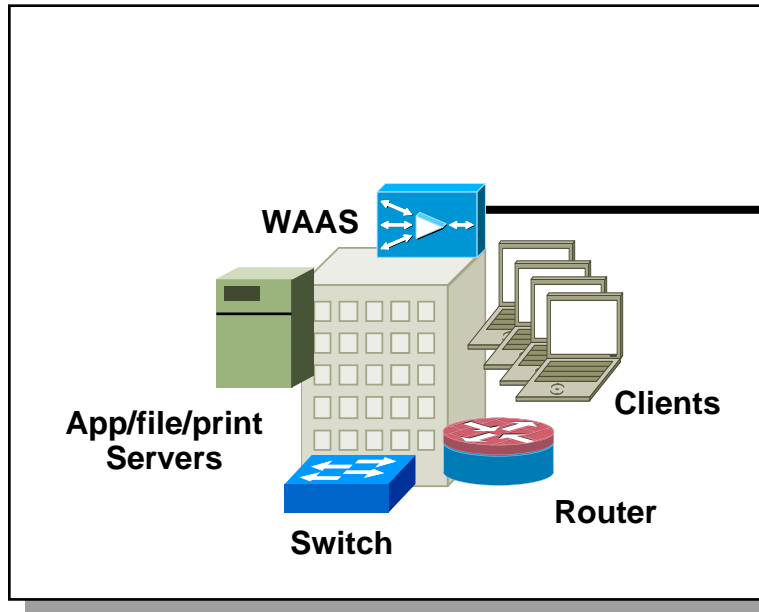 WAAS
App/file/print
Servers
Clients
Router
Switch